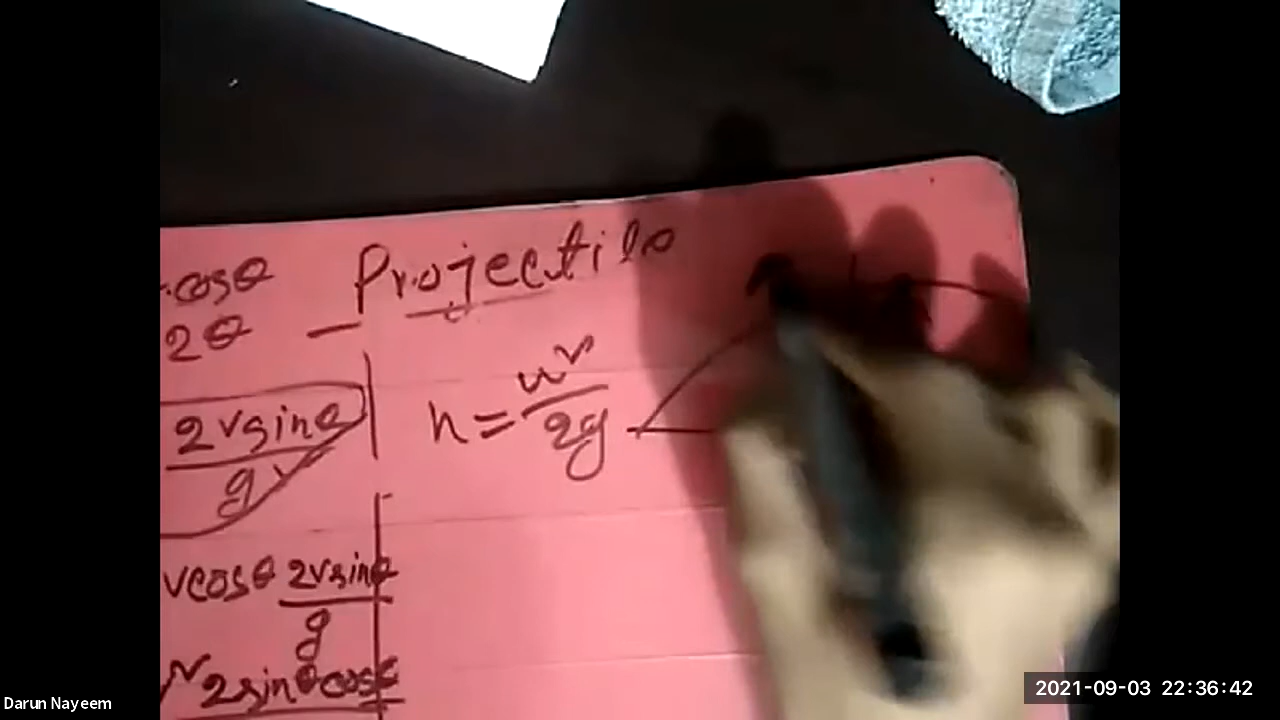 cosθ
2θ
— Projectile
2vsinθ
g
h = u²
2g
vcosθ 2vsinθ
g
2sinθcosθ
Darun Nayeem
2021-09-03 22:36:42